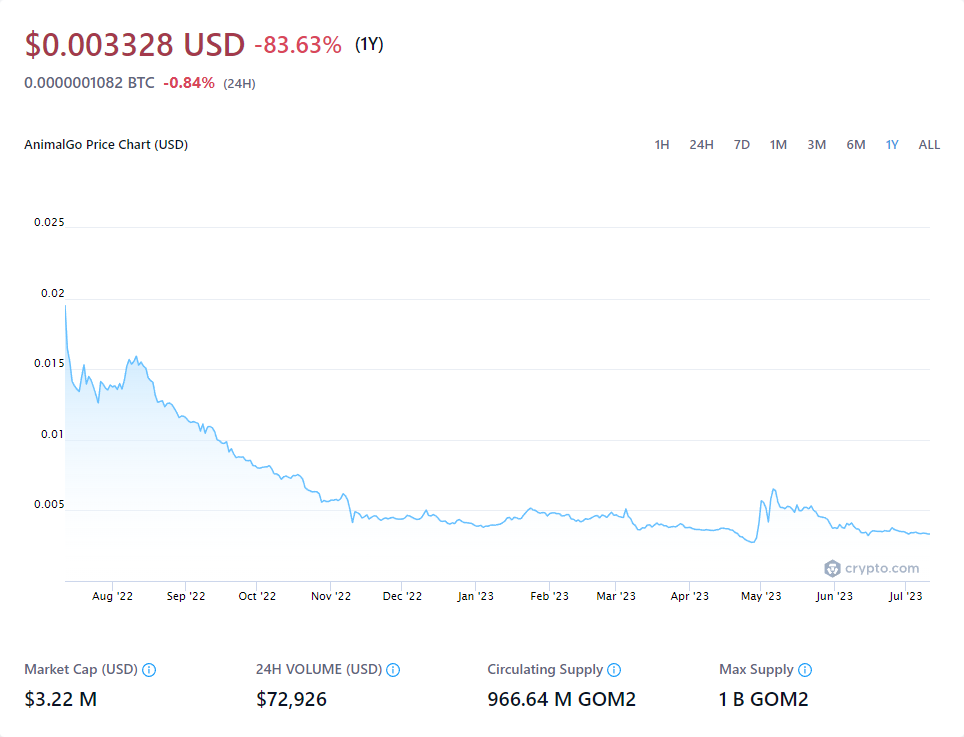 $0.003328 USD -83.63% (1Y)
0.0000001082 BTC -0.84% (24H)
AnimalGo Price Chart (USD) 1H 24H 7D 1M 3M 6M 1Y ALL
0.025
0.02
0.015
0.01
0.005
crypto.com
Aug '22 Sep '22 Oct '22 Nov '22 Dec '22 Jan '23 Feb '23 Mar '23 Apr '23 May '23 Jun '23 Jul '23
Market Cap (USD) 24H VOLUME (USD) Circulating Supply Max Supply
$3.22 M $72,926 966.64 M GOM2 1 B GOM2